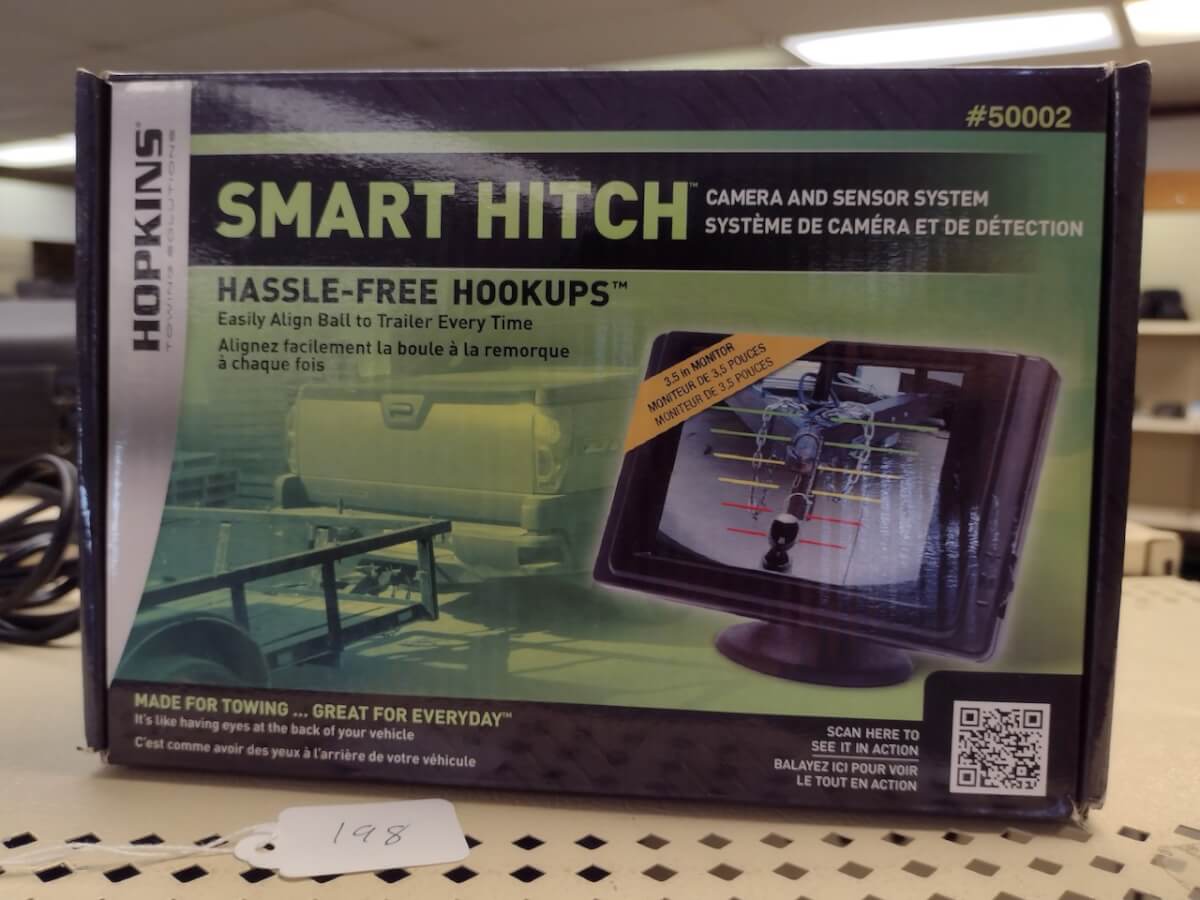 #50002
HOPKINS®
TOWING SOLUTIONS
SMART HITCH™
CAMERA AND SENSOR SYSTEM
SYSTÈME DE CAMÉRA ET DE DÉTECTION
HASSLE-FREE HOOKUPS™
Easily Align Ball to Trailer Every Time
Alignez facilement la boule à la remorque
à chaque fois
3.5 in MONITOR
MONITEUR DE 3,5 POUCES
MONITEUR DE 3.5 POUCES
MADE FOR TOWING ... GREAT FOR EVERYDAY™
It's like having eyes at the back of your vehicle
C'est comme avoir des yeux à l'arrière de votre véhicule
SCAN HERE TO
SEE IT IN ACTION
BALAYEZ ICI POUR VOIR
LE TOUT EN ACTION
198